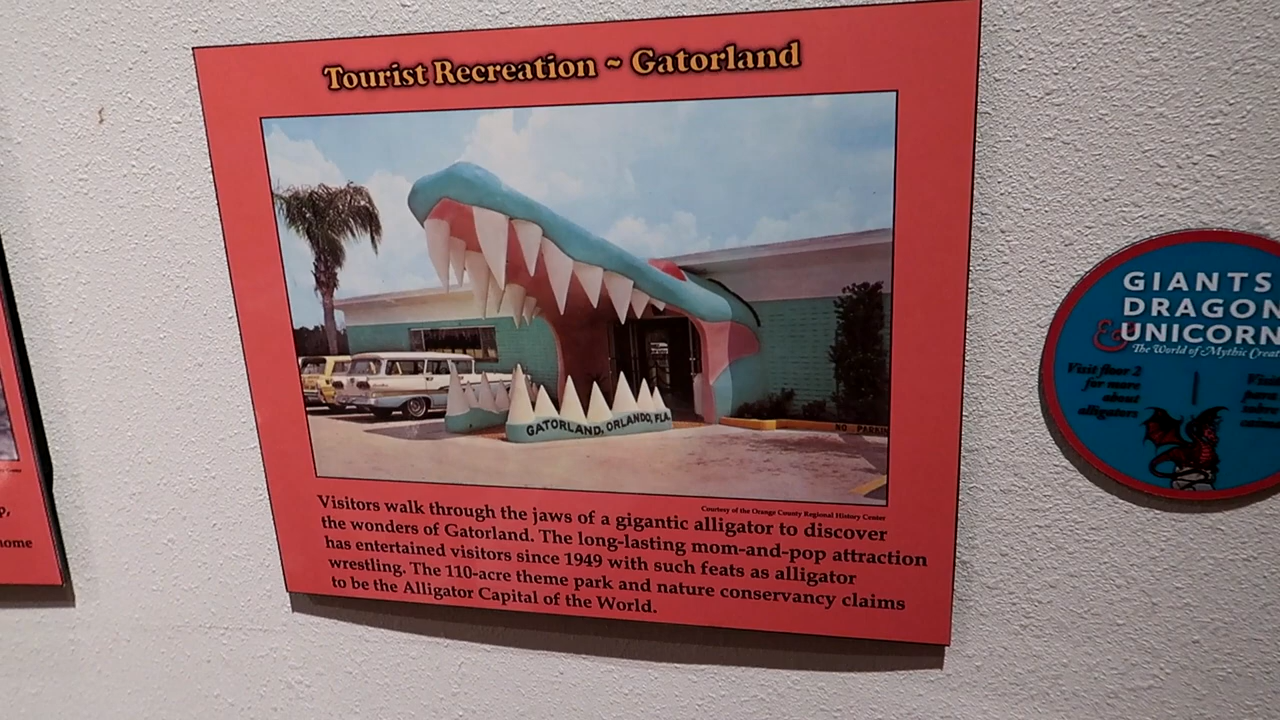 Tourist Recreation ~ Gatorland
GATORLAND, ORLANDO, FLA.
NO PARKIN
Courtesy of the Orange County Regional History Center
Visitors walk through the jaws of a gigantic alligator to discover
the wonders of Gatorland. The long-lasting mom-and-pop attraction
has entertained visitors since 1949 with such feats as alligator
wrestling. The 110-acre theme park and nature conservancy claims
to be the Alligator Capital of the World.
GIANTS
DRAGON
& UNICORN
The World of Mythic Creat
Visit floor 2
for more
about
alligators